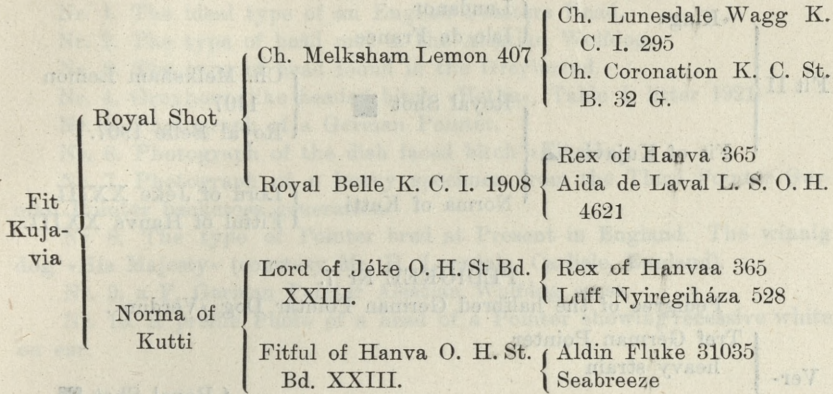 Fit
Kuja-
via
Royal Shot
Norma of
Kutti
Ch. Melksham Lemon 407
Royal Belle K. C. I. 1908
Lord of Jéke O. H. St Bd.
XXIII.
Fitful of Hanva O. H. St.
Bd. XXIII.
Ch. Lunesdale Wagg K.
C. I. 295
Ch. Coronation K. C. St.
B. 32 G.
Rex of Hanva 365
Aida de Laval L. S. O. H.
4621
Rex of Hanvaa 365
Luff Nyiregiháza 528
Aldin Fluke 31035
Seabreeze